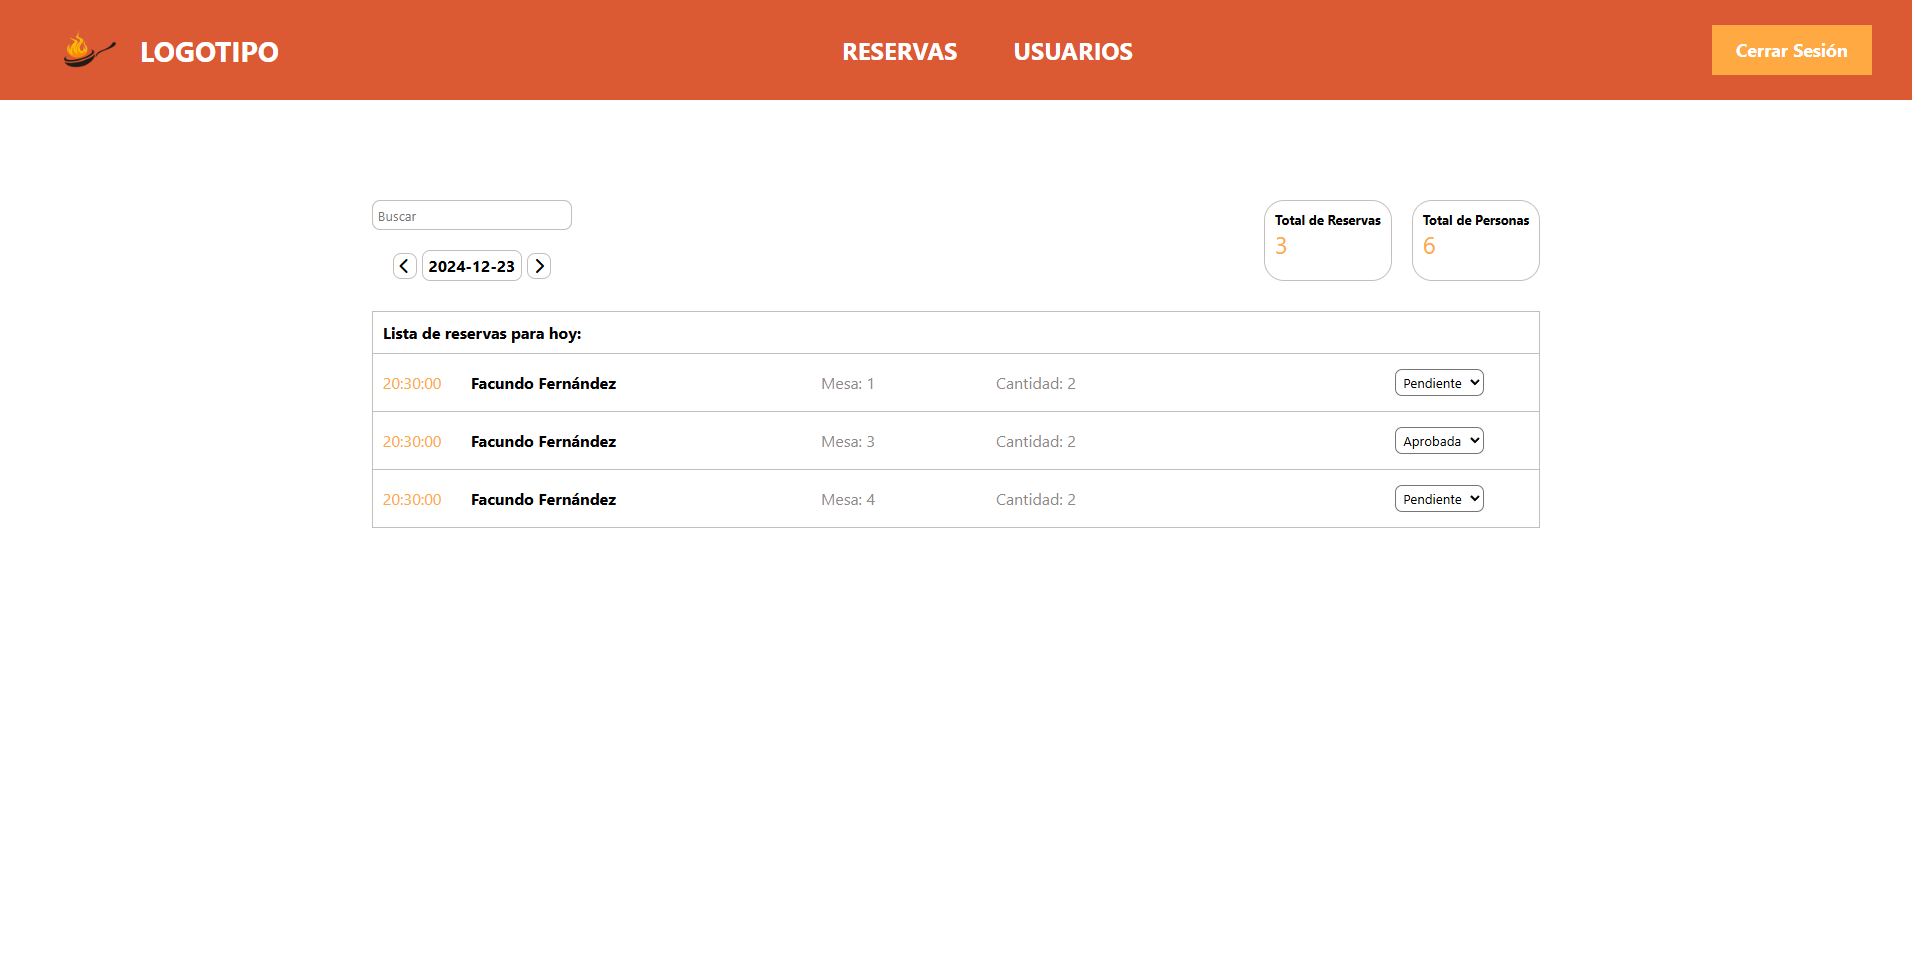 LOGOTIPO
RESERVAS
USUARIOS
Cerrar Sesión
Buscar
2024-12-23
Total de Reservas
3
Total de Personas
6
Lista de reservas para hoy:
20:30:00 Facundo Fernández Mesa: 1 Cantidad: 2 Pendiente
20:30:00 Facundo Fernández Mesa: 3 Cantidad: 2 Aprobada
20:30:00 Facundo Fernández Mesa: 4 Cantidad: 2 Pendiente